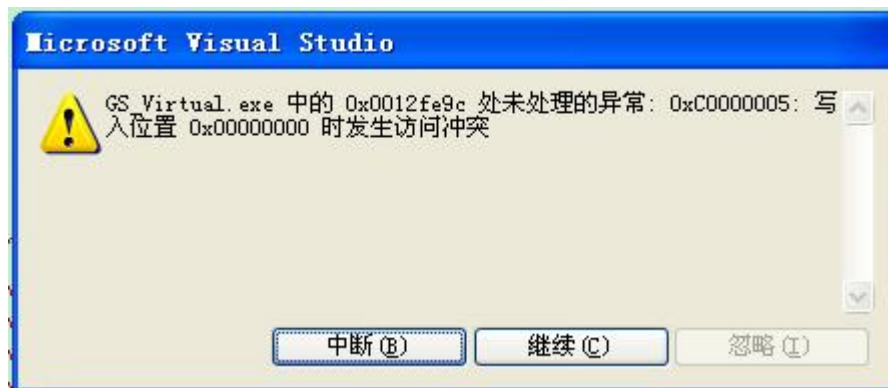 Microsoft Visual Studio
GS_Virtual.exe 中的 0x0012fe9c 处未处理的异常: 0xC0000005: 写
入位置 0x00000000 时发生访问冲突
中断(B) 继续(C) 忽略(I)